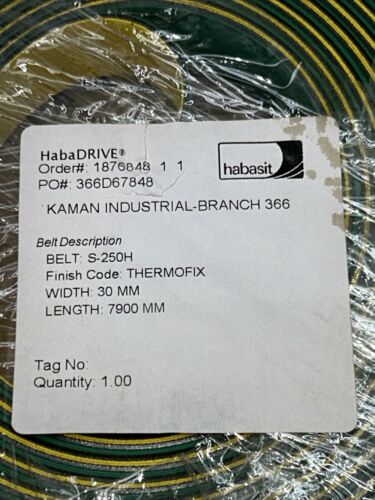 HabaDRIVE®
Order#: 1876848 1 1
habasit
PO#: 366D67848
KAMAN INDUSTRIAL-BRANCH 366
Belt Description
BELT: S-250H
Finish Code: THERMOFIX
WIDTH: 30 MM
LENGTH: 7900 MM
Tag No:
Quantity: 1.00